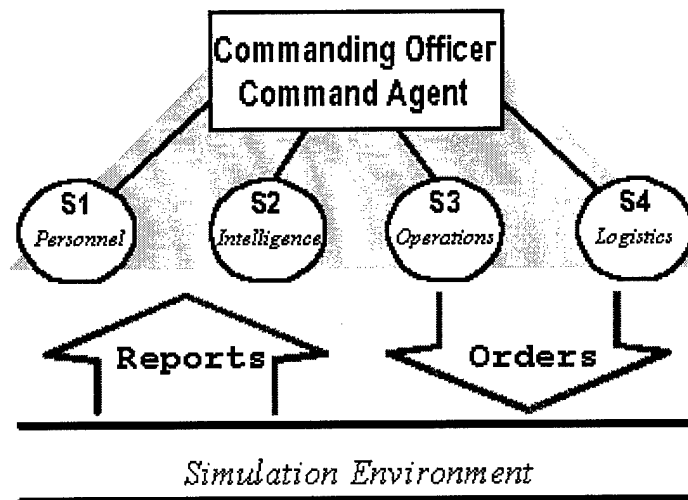 Commanding Officer
Command Agent
S1
Personnel
S2
Intelligence
S3
Operations
S4
Logistics
Reports
Orders
Simulation Environment